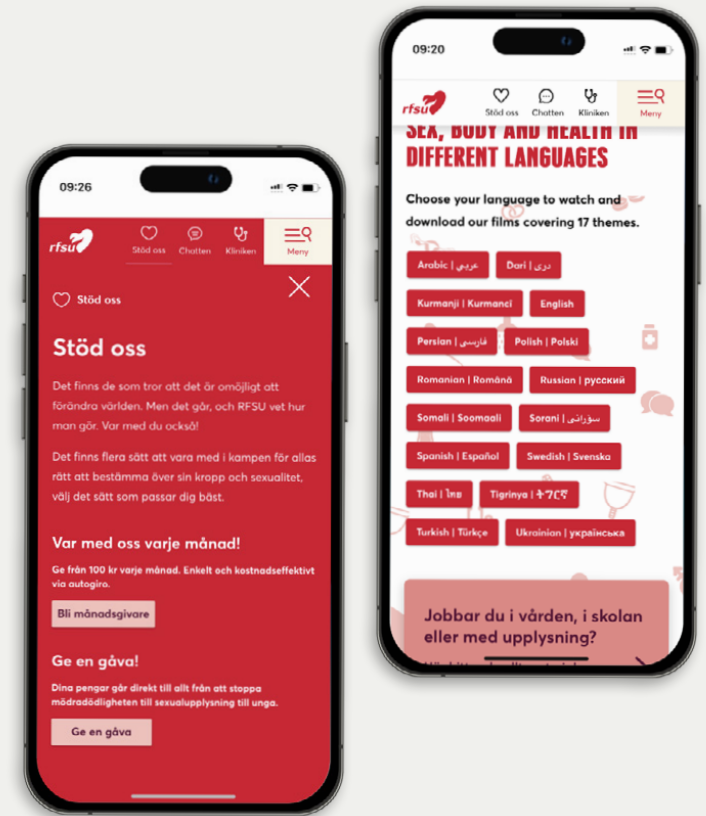 09:26
rfsu
Stöd oss
Chatten
Kliniken
Meny
Stöd oss
Stöd oss
Det finns de som tror att det är omöjligt att
förändra världen. Men det går, och RFSU vet hur
man gör. Var med du också!
Det finns flera sätt att vara med i kampen för allas
rätt att bestämma över sin kropp och sexualitet,
välj det sätt som passar dig bäst.
Var med oss varje månad!
Ge från 100 kr varje månad. Enkelt och kostnadseffektivt
via autogiro.
Bli månadsgivare
Ge en gåva!
Dina pengar går direkt till allt från att stoppa
mödradödligheten till sexualupplysning till unga.
Ge en gåva
09:20
rfsu
Stöd oss
Chatten
Kliniken
Meny
SEX, BODY AND HEALTH IN
DIFFERENT LANGUAGES
Choose your language to watch and
download our films covering 17 themes.
Arabic | عربي
Dari | دری
Kurmanji | Kurmancî
English
Persian | فارسی
Polish | Polski
Romanian | Română
Russian | русский
Somali | Soomaali
Sorani | سۆرانی
Spanish | Español
Swedish | Svenska
Thai | ไทย
Tigrinya | ትግርኛ
Turkish | Türkçe
Ukrainian | українська
Jobbar du i vården, i skolan
eller med upplysning?